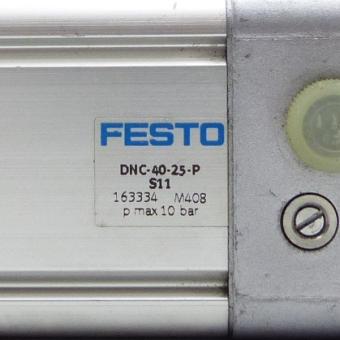 FESTO
DNC-40-25-P
S11
163334 M408
p max 10 bar